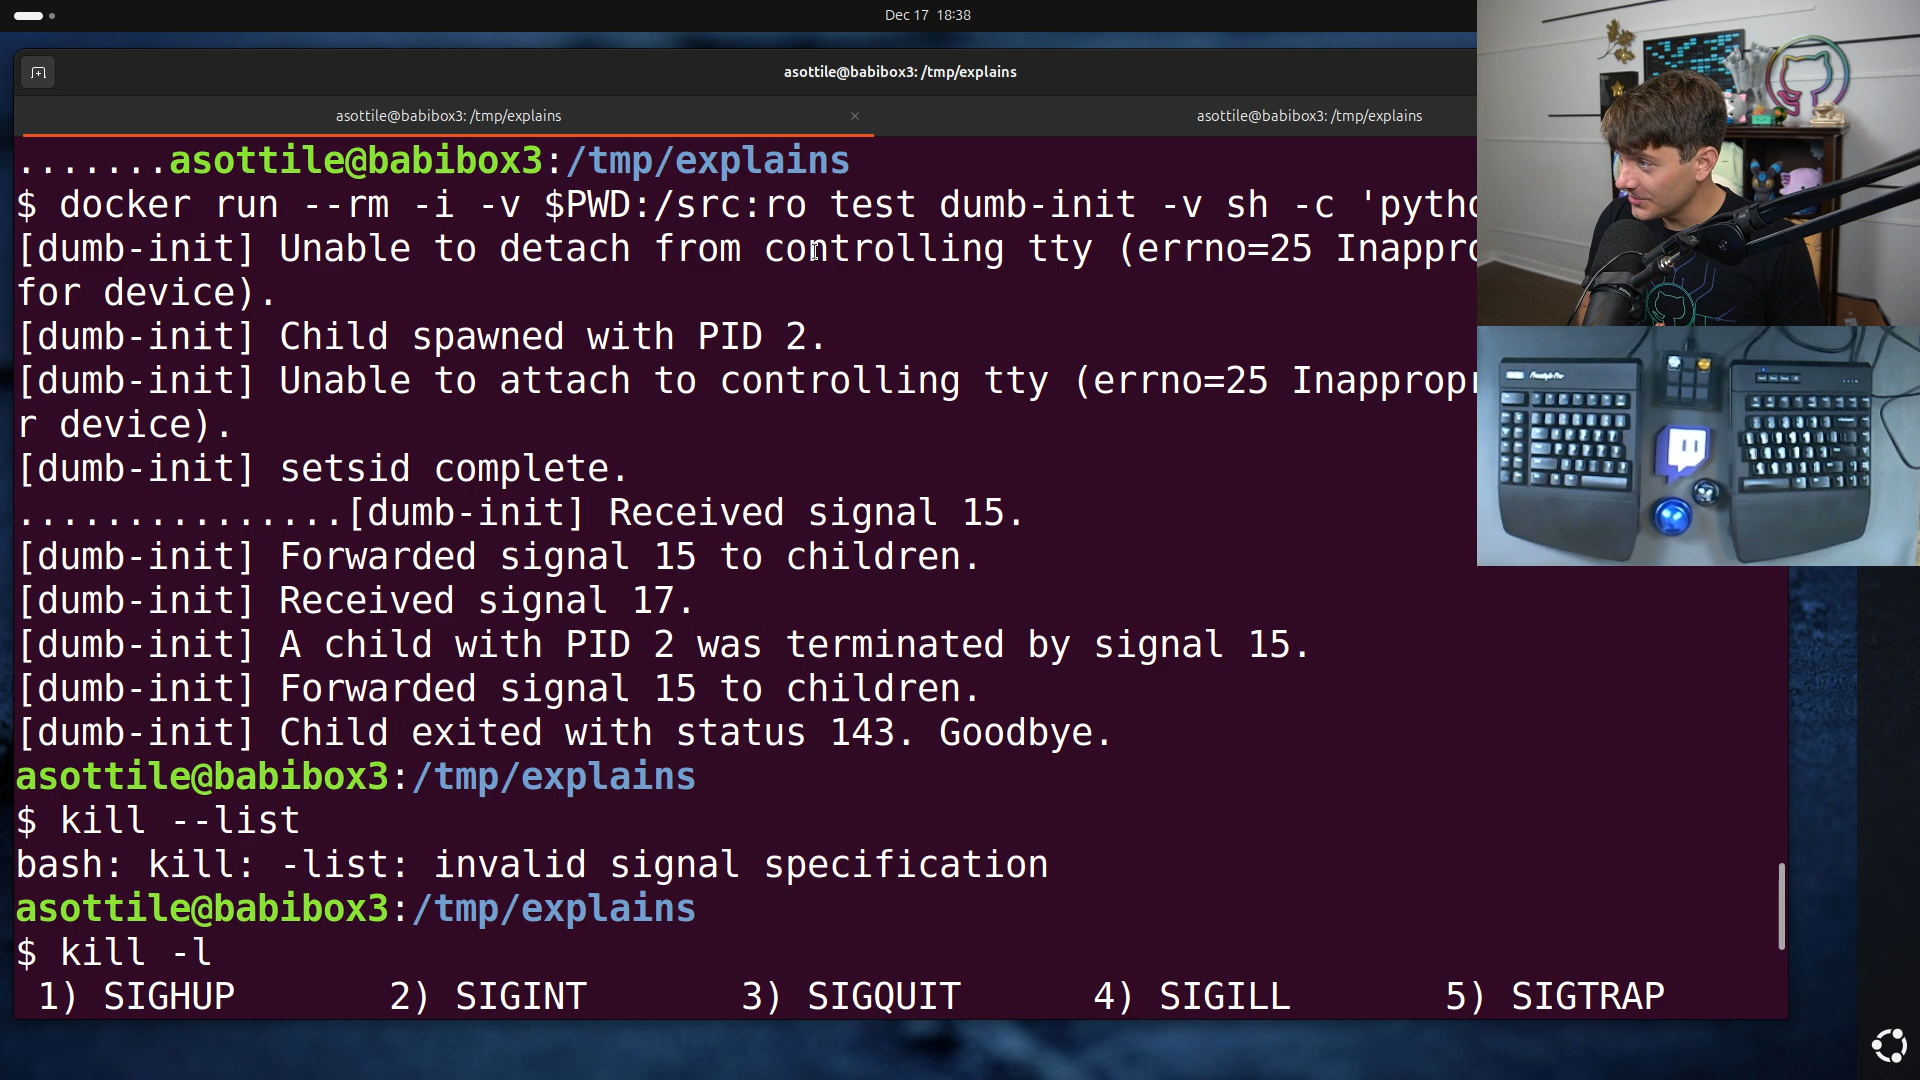 Dec 17 18:38
asottile@babibox3: /tmp/explains
asottile@babibox3: /tmp/explains × asottile@babibox3: /tmp/explains
.......asottile@babibox3:/tmp/explains
$ docker run --rm -i -v $PWD:/src:ro test dumb-init -v sh -c 'pytho
[dumb-init] Unable to detach from controlling tty (errno=25 Inappro
for device).
[dumb-init] Child spawned with PID 2.
[dumb-init] Unable to attach to controlling tty (errno=25 Inappropr
r device).
[dumb-init] setsid complete.
...............[dumb-init] Received signal 15.
[dumb-init] Forwarded signal 15 to children.
[dumb-init] Received signal 17.
[dumb-init] A child with PID 2 was terminated by signal 15.
[dumb-init] Forwarded signal 15 to children.
[dumb-init] Child exited with status 143. Goodbye.
asottile@babibox3:/tmp/explains
$ kill --list
bash: kill: -list: invalid signal specification
asottile@babibox3:/tmp/explains
$ kill -l
 1) SIGHUP 2) SIGINT 3) SIGQUIT 4) SIGILL 5) SIGTRAP